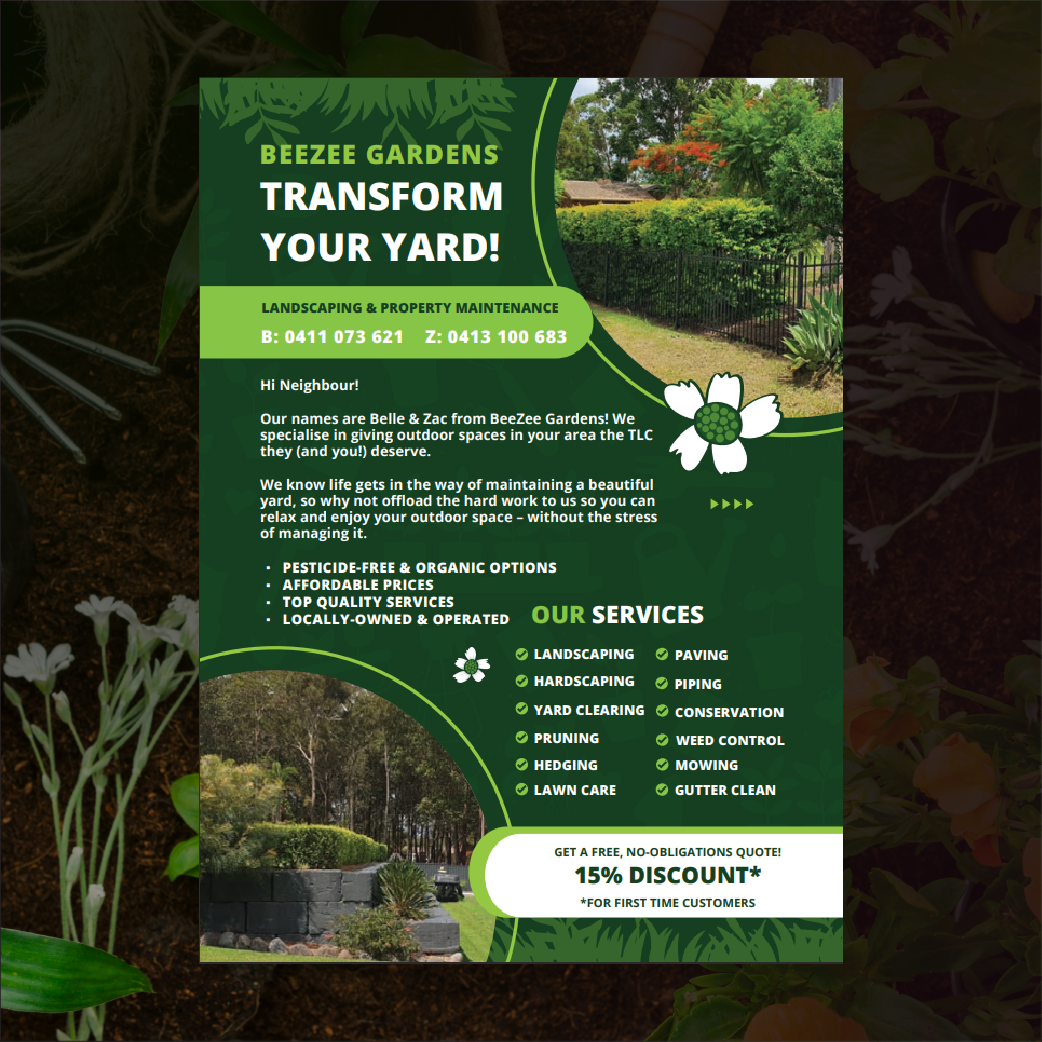 BEEZEE GARDENS
TRANSFORM
YOUR YARD!
LANDSCAPING & PROPERTY MAINTENANCE
B: 0411 073 621 Z: 0413 100 683
Hi Neighbour!
Our names are Belle & Zac from BeeZee Gardens! We
specialise in giving outdoor spaces in your area the TLC
they (and you!) deserve.
We know life gets in the way of maintaining a beautiful
yard, so why not offload the hard work to us so you can
relax and enjoy your outdoor space – without the stress
of managing it.
· PESTICIDE-FREE & ORGANIC OPTIONS
· AFFORDABLE PRICES
· TOP QUALITY SERVICES
· LOCALLY-OWNED & OPERATED
OUR SERVICES
LANDSCAPING
HARDSCAPING
YARD CLEARING
PRUNING
HEDGING
LAWN CARE
PAVING
PIPING
CONSERVATION
WEED CONTROL
MOWING
GUTTER CLEAN
GET A FREE, NO-OBLIGATIONS QUOTE!
15% DISCOUNT*
*FOR FIRST TIME CUSTOMERS